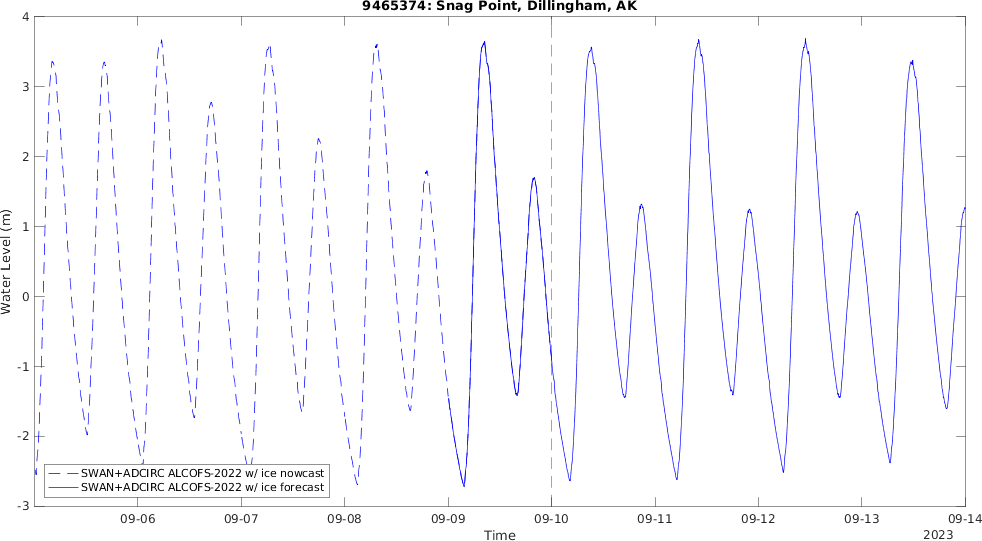 9465374: Snag Point, Dillingham, AK
Water Level (m)
4
3
2
1
0
-1
-2
-3
SWAN+ADCIRC ALCOFS-2022 w/ ice nowcast
SWAN+ADCIRC ALCOFS-2022 w/ ice forecast
09-06 09-07 09-08 09-09 09-10 09-11 09-12 09-13 09-14
Time
2023